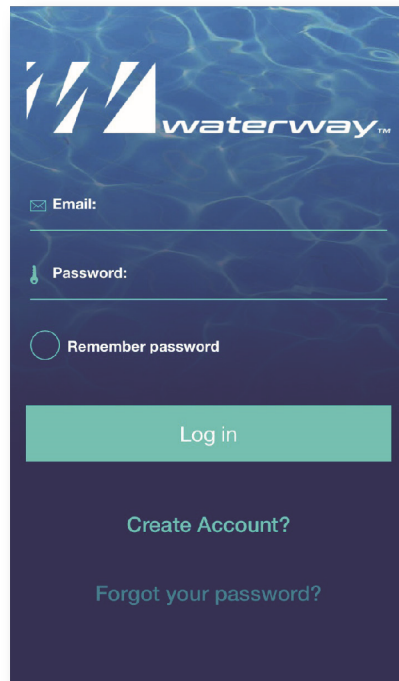 waterway™
Email:
Password:
Remember password
Log in
Create Account?
Forgot your password?